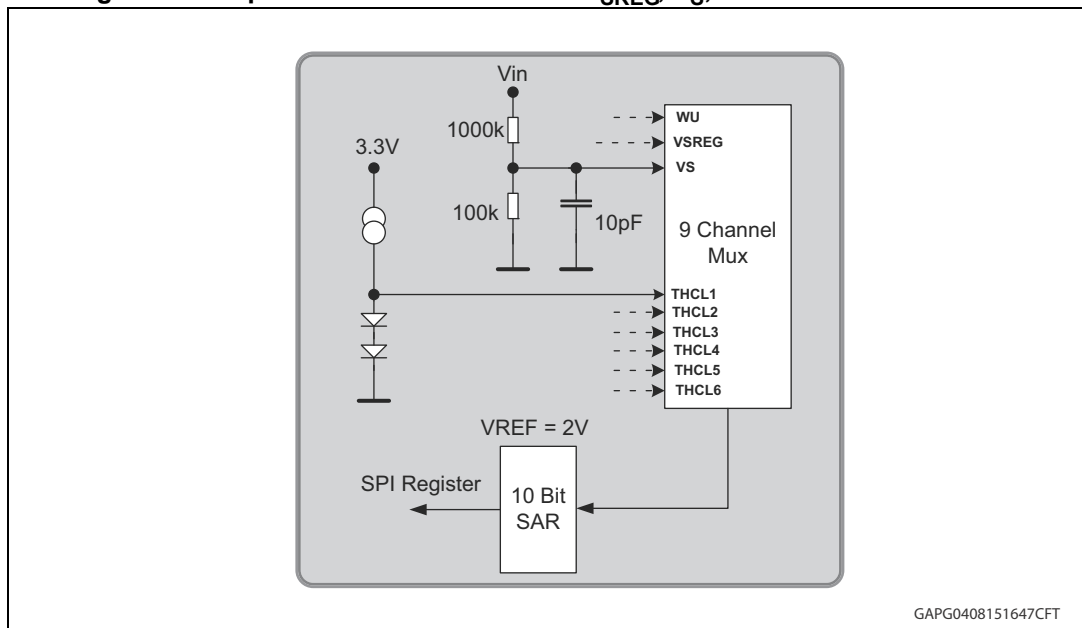 Vin
1000k
3.3V
100k
10pF
WU
VSREG
VS
9 Channel
Mux
THCL1
THCL2
THCL3
THCL4
THCL5
THCL6
VREF = 2V
SPI Register
10 Bit
SAR
GAPG0408151647CFT